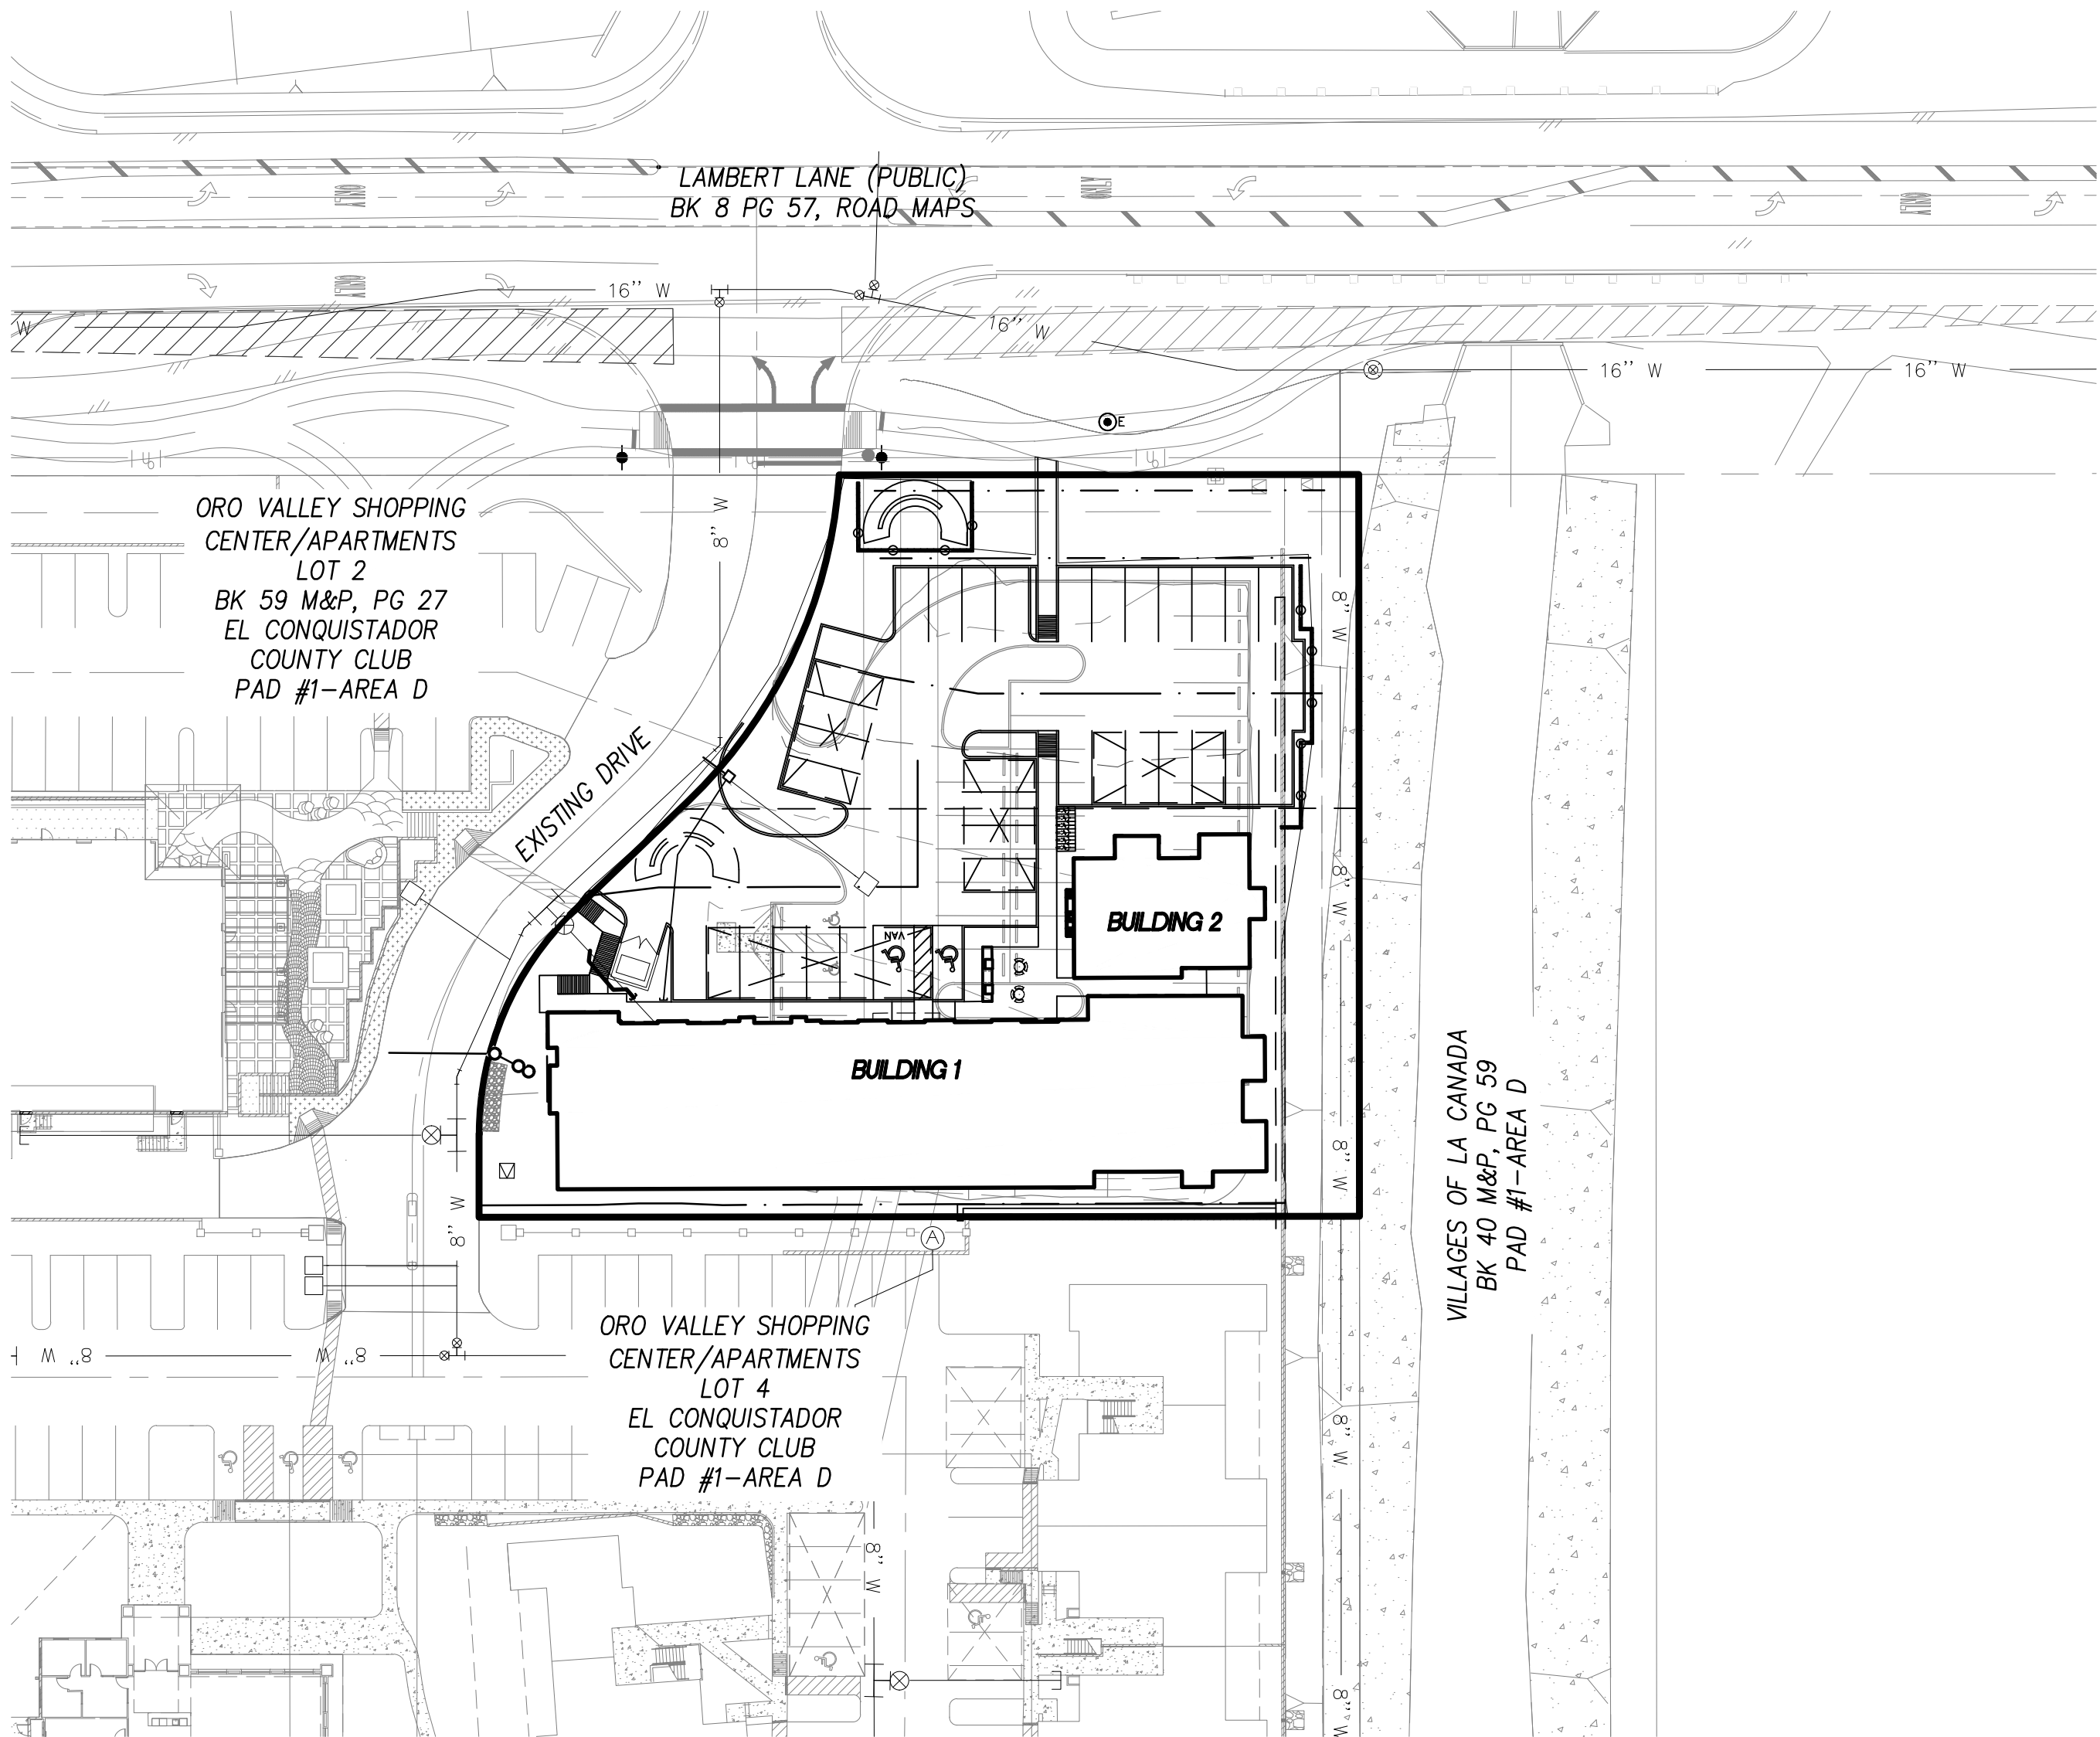 LAMBERT LANE (PUBLIC)
BK 8 PG 57, ROAD MAPS
ONLY
ONLY
ONLY
ONLY
16" W
16" W
W
16" W
16" W
E
8" W
ORO VALLEY SHOPPING
CENTER/APARTMENTS
LOT 2
BK 59 M&P, PG 27
EL CONQUISTADOR
COUNTY CLUB
PAD #1-AREA D
8" W
EXISTING DRIVE
8" W
VAN
BUILDING 2
BUILDING 1
8" W
VILLAGES OF LA CANADA
BK 40 M&P, PG 59
PAD #1-AREA D
8" W
A
ORO VALLEY SHOPPING
CENTER/APARTMENTS
LOT 4
EL CONQUISTADOR
COUNTY CLUB
PAD #1-AREA D
8" W
8" W
8" W
8" W
8" W